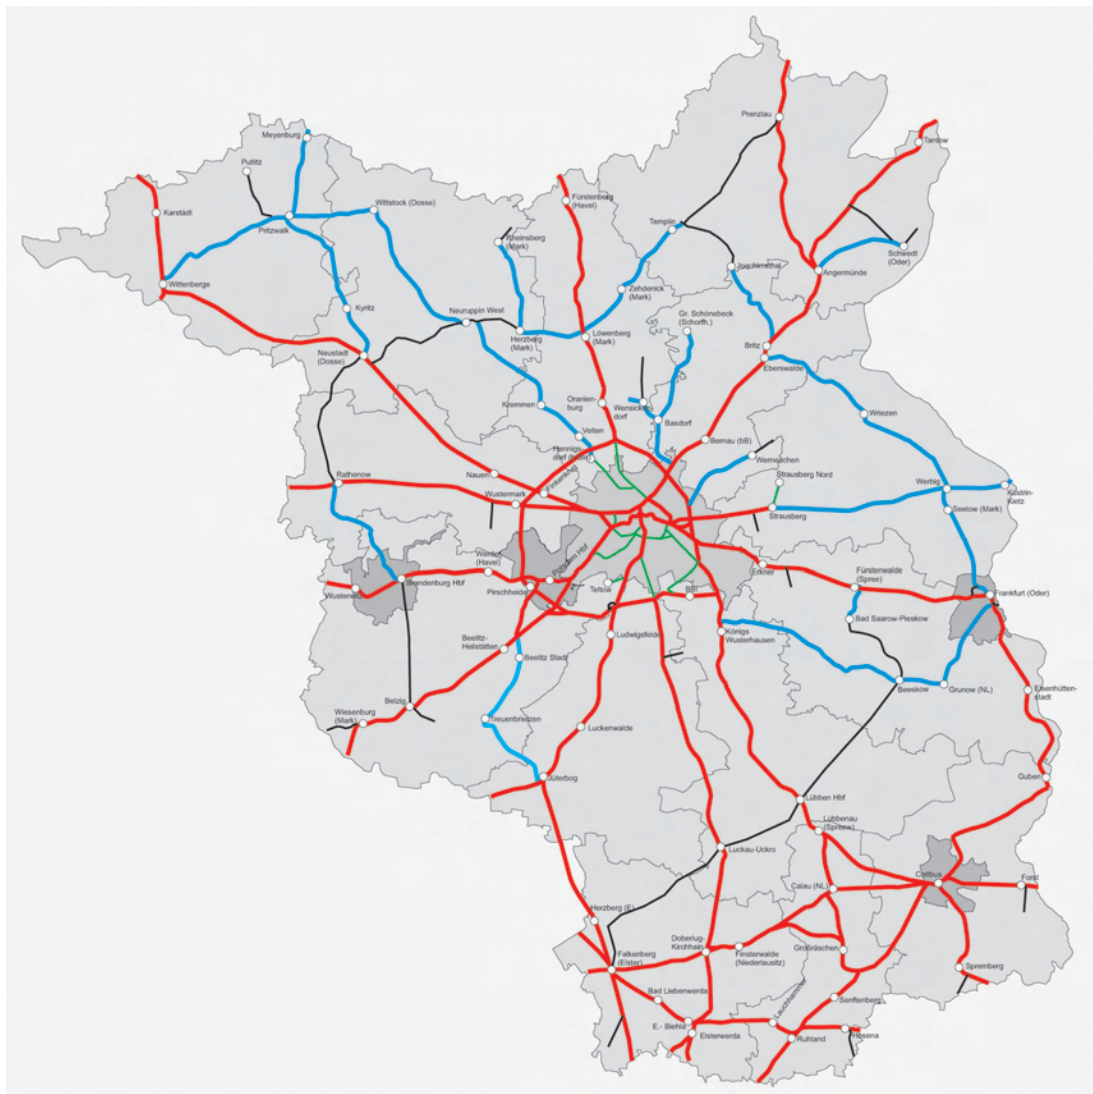 Prenzlau
Meyenburg
Tantow
Putlitz
Karstädt
Wittstock (Dosse)
Fürstenberg
(Havel)
Templin
Pritzwalk
Rheinsberg
(Mark)
Schwedt
(Oder)
Joachimsthal
Angermünde
Wittenberge
Zehdenick
(Mark)
Kyritz
Neuruppin West
Gr. Schönebeck
(Schorfh.)
Herzberg
(Mark)
Löwenberg
(Mark)
Britz
Neustadt
(Dosse)
Eberswalde
Kremmen
Oranien-
burg
Wensicken-
dorf
Basdorf
Wriezen
Velten
Bernau (bB)
Hennigs-
Werneuchen
Strausberg Nord
Rathenow
Nauen
Finkenkrug
Wustermark
Werbig
Küstrin-
Kietz
Seelow (Mark)
Strausberg
Werder
(Havel)
Potsdam Hbf
Erkner
Fürstenwalde
(Spree)
Brandenburg Hbf
Pirschheide
Teltow
BBI
Frankfurt (Oder)
Bad Saarow-Pieskow
Ludwigsfelde
Königs
Wusterhausen
Beelitz-
Heilstätten
Beelitz Stadt
Beeskow
Grunow (NL)
Eisenhütten-
stadt
Belzig
Wiesenburg
(Mark)
Treuenbrietzen
Luckenwalde
Jüterbog
Guben
Lübben Hbf
Lübbenau
(Spreew)
Luckau-Uckro
Cottbus
Forst
Calau (NL)
Herzberg (E)
Doberlug-
Kirchhain
Falkenberg
(Elster)
Finsterwalde
(Niederlausitz)
Großräschen
Spremberg
Bad Liebenwerda
Lauchhammer
Senftenberg
E.- Biehla
Elsterwerda
Ruhland
Hosena